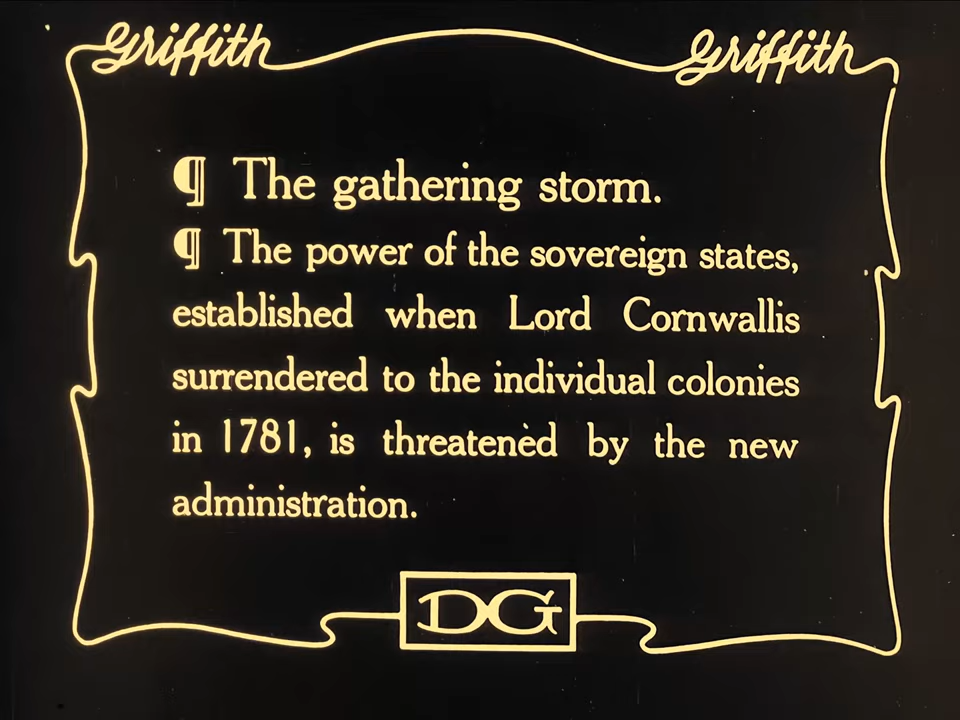 Griffith Griffith
¶ The gathering storm.
¶ The power of the sovereign states,
established when Lord Cornwallis
surrendered to the individual colonies
in 1781, is threatened by the new
administration.
DG